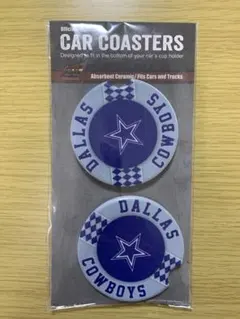 CAR COASTERS
Designed to fit in the bottom of your car's cup holder
Absorbent Ceramic / Fits Cars and Trucks
DALLAS
COWBOYS
DALLAS
COWBOYS